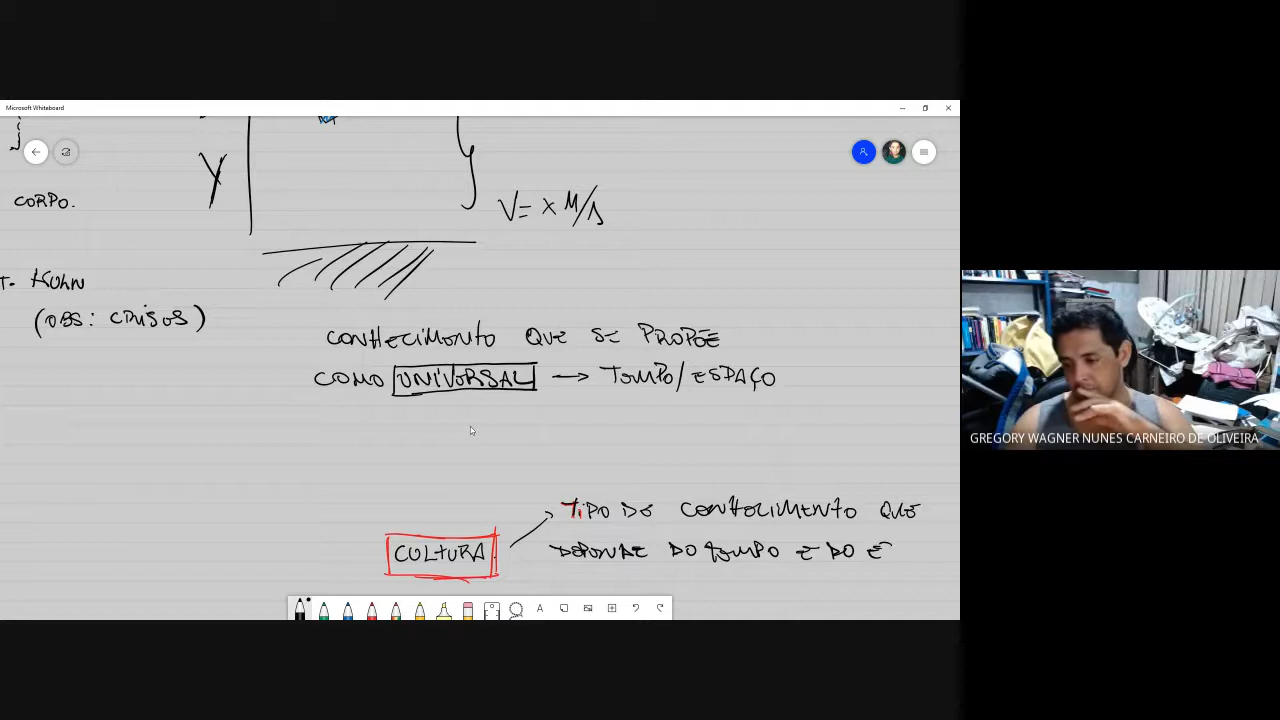 Microsoft Whiteboard
Y
CORPO.
V= X M/s
T. KUHN
(OBS: CRISES)
CONHECIMENTO QUE SE PROPÕE
COMO UNIVERSAL → TEMPO/ESPAÇO
GREGORY WAGNER NUNES CARNEIRO DE OLIVEIRA
TIPO DE CONHECIMENTO QUE
CULTURA DEPENDE DO TEMPO E DO E
A